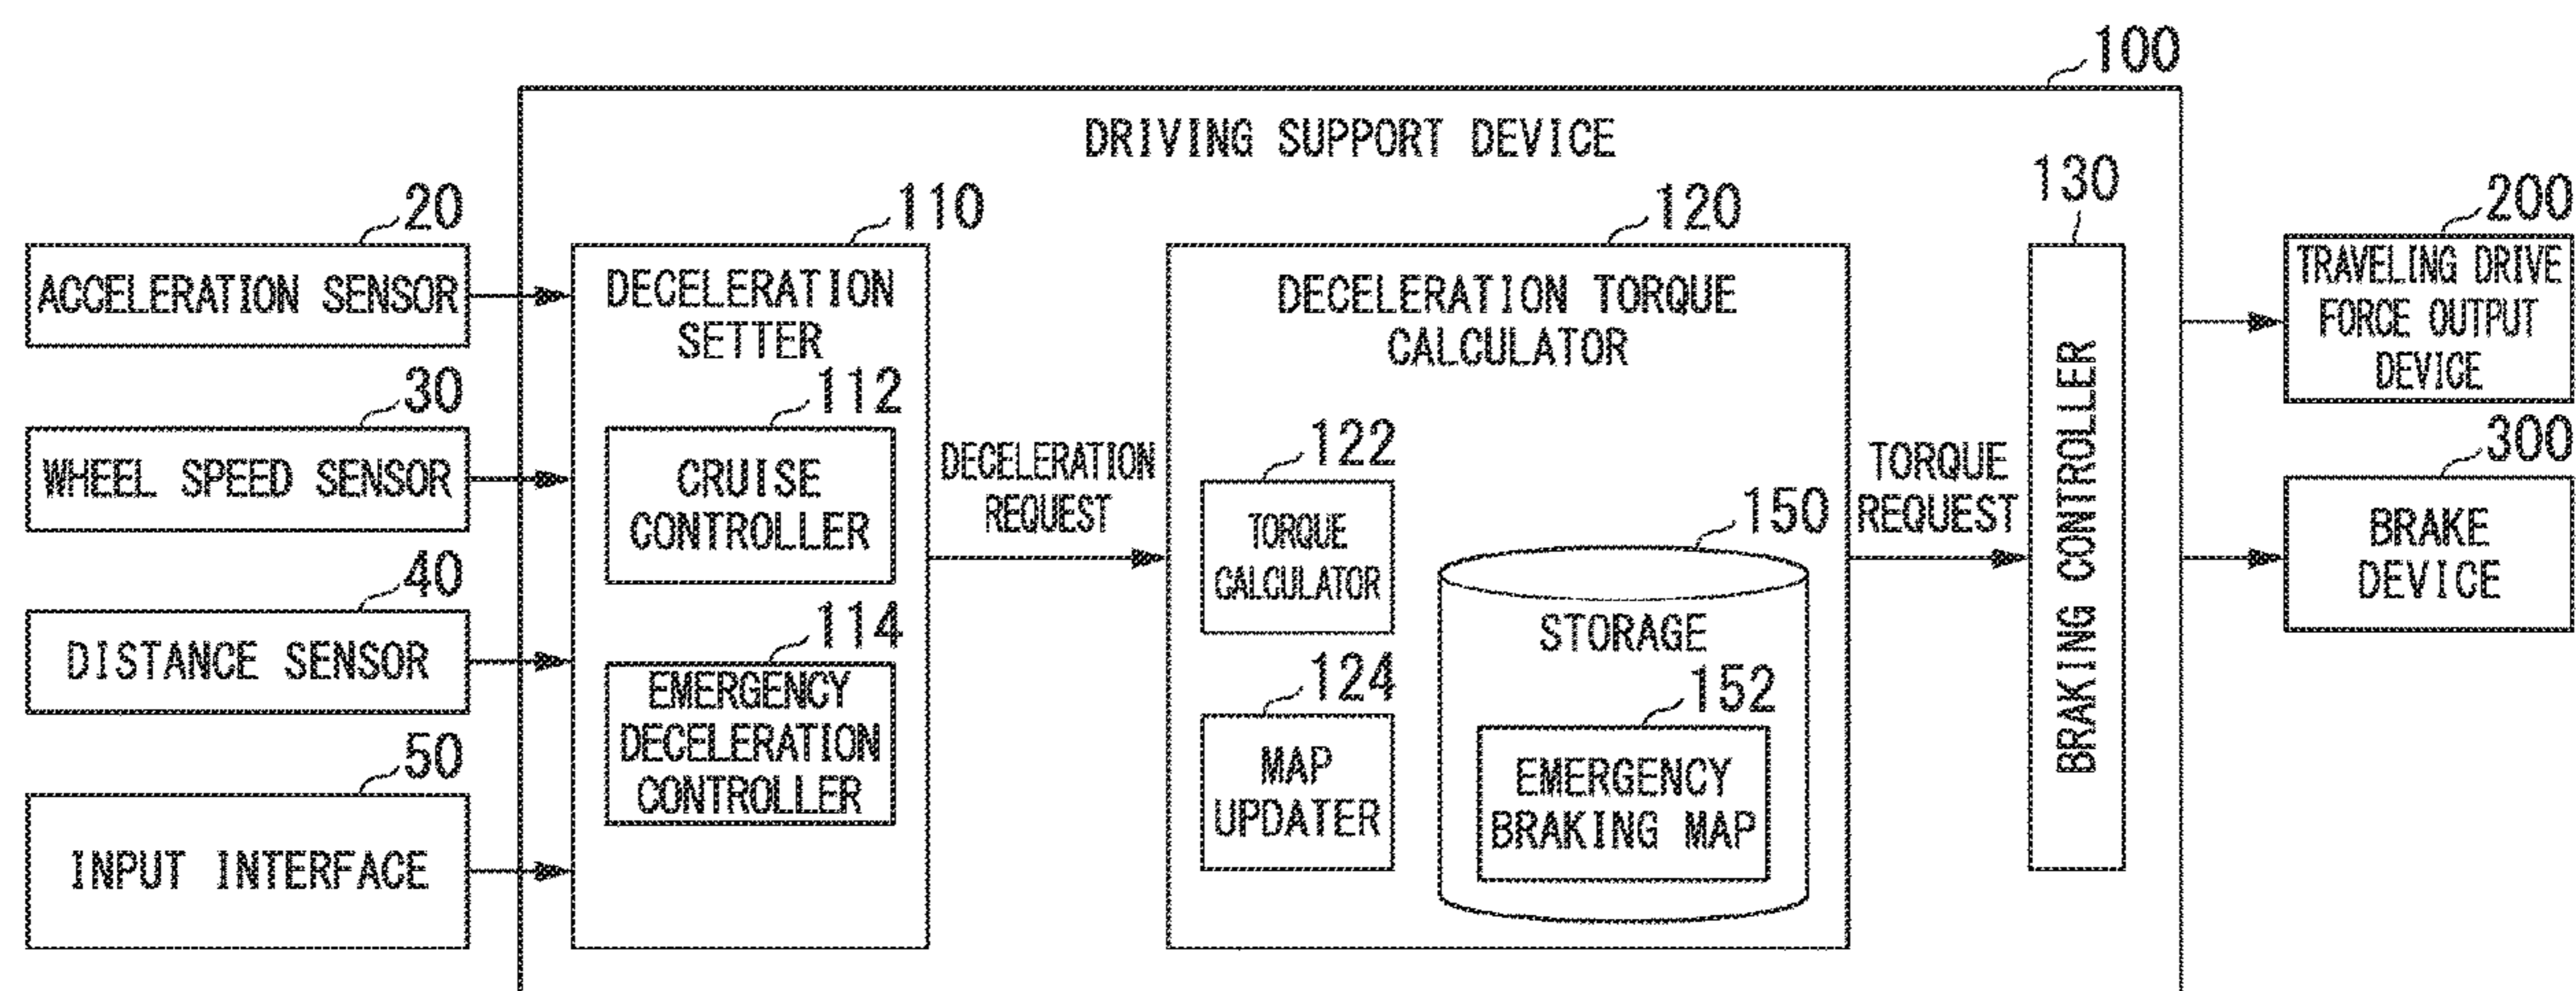 100
DRIVING SUPPORT DEVICE
20
ACCELERATION SENSOR
30
WHEEL SPEED SENSOR
40
DISTANCE SENSOR
50
INPUT INTERFACE
110
DECELERATION
SETTER
112
CRUISE
CONTROLLER
114
EMERGENCY
DECELERATION
CONTROLLER
DECELERATION
REQUEST
120
DECELERATION TORQUE
CALCULATOR
122
TORQUE
CALCULATOR
124
MAP
UPDATER
150
STORAGE
152
EMERGENCY
BRAKING MAP
TORQUE
REQUEST
130
BRAKING CONTROLLER
200
TRAVELING DRIVE
FORCE OUTPUT
DEVICE
300
BRAKE
DEVICE